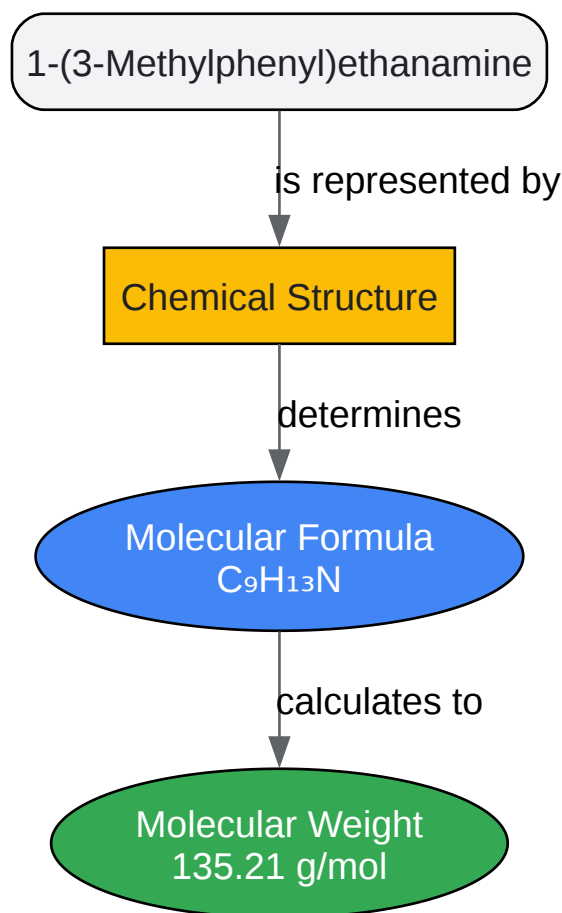 1-(3-Methylphenyl)ethanamine
is represented by
Chemical Structure
determines
Molecular Formula
C₉H₁₃N
calculates to
Molecular Weight
135.21 g/mol